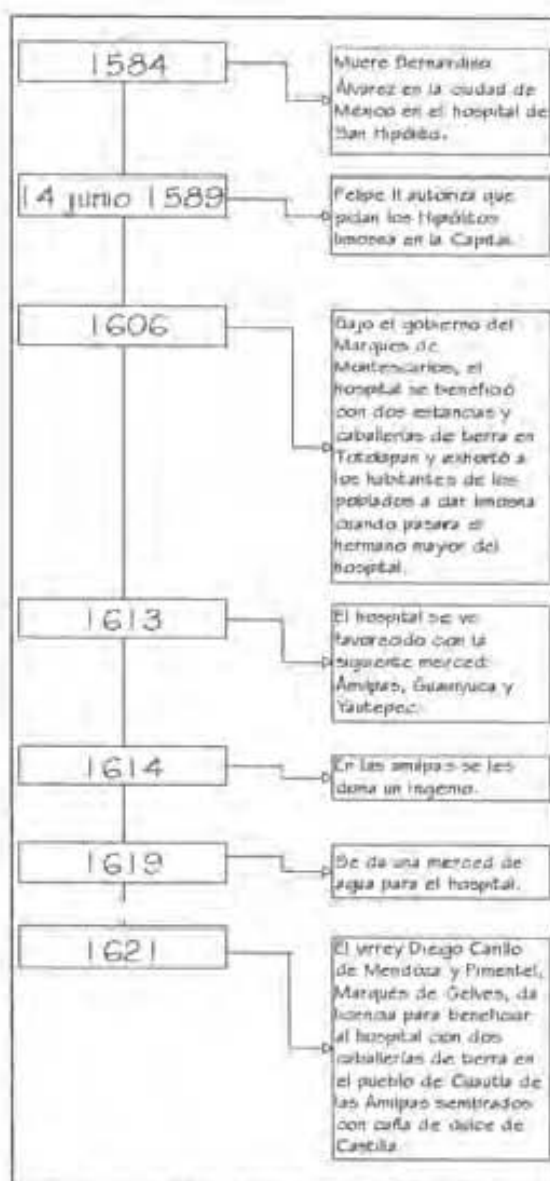 1584
Muere Bernardino
Álvarez en la ciudad de
México en el hospital de
San Hipólito.
14 junio 1589
Felipe II autoriza que
pidan los Hipólitos
limosna en la Capital.
1606
Bajo el gobierno del
Marques de
Montesclaros, el
hospital se benefició
con dos estancias y
caballerías de tierra en
y exhortó a
los habitantes de los
poblados a dar limosna
cuando pasara el
hermano mayor del
hospital.
1613
El hospital se ve
favorecido con la
siguiente merced:
Amilpas, y
Yautepec.
1614
En las amilpas se les
dona un ingenio.
1619
Se da una merced de
agua para el hospital.
1621
El virrey Diego Carrillo
de Mendoza y Pimentel,
Marqués de Gelves, da
licencia para beneficiar
al hospital con dos
caballerías de tierra en
el pueblo de Cuautla de
las Amilpas sembrados
con caña de dulce de
Castilla.